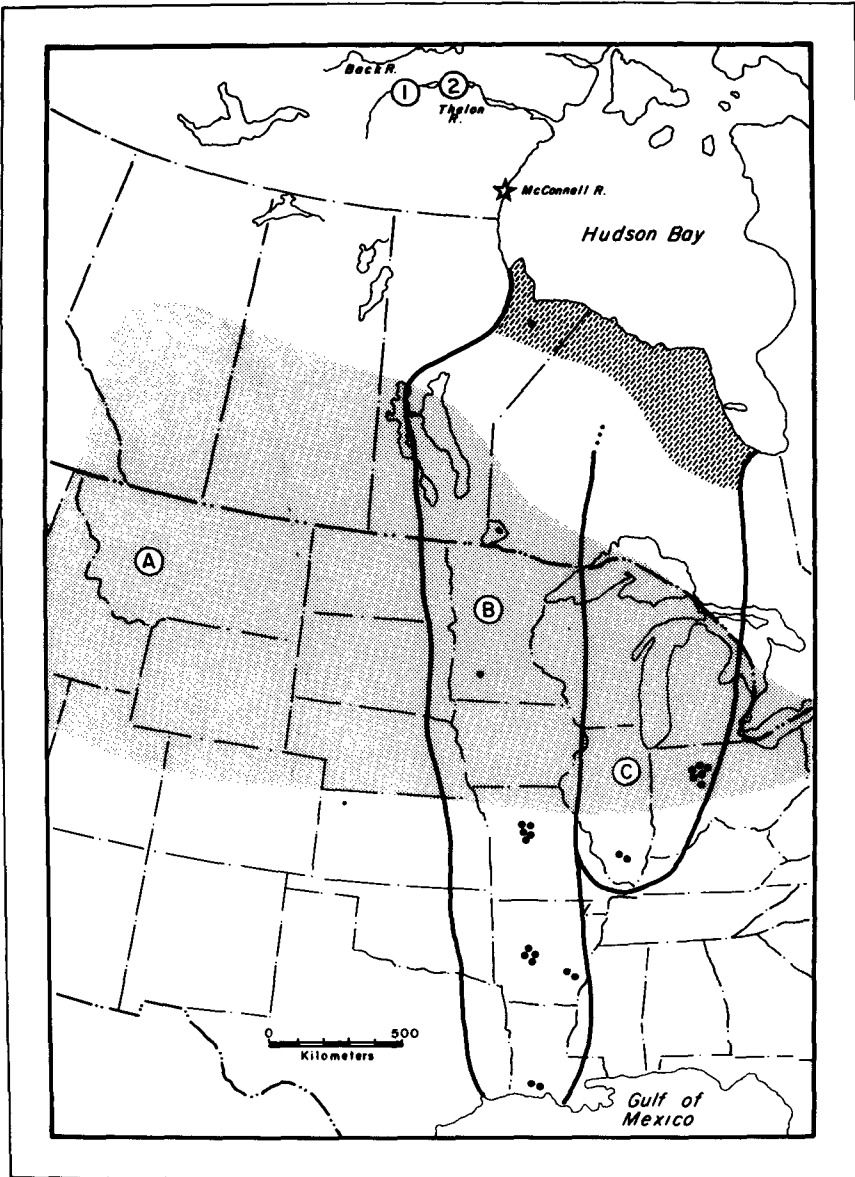 Back R.
1
2
Thelon
R.
McConnell R.
Hudson Bay
A
B
C
0 500
Kilometers
Gulf of
Mexico